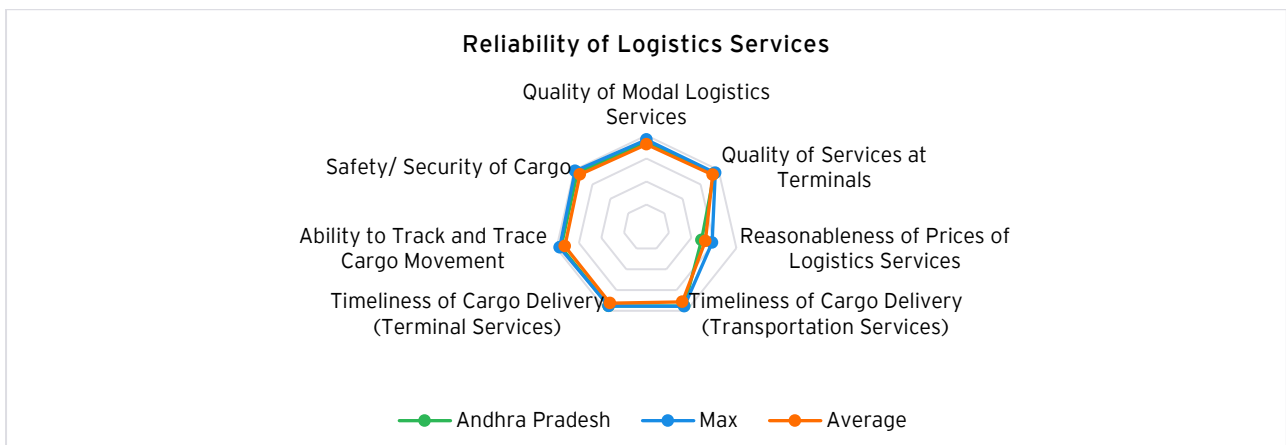 Reliability of Logistics Services
Quality of Modal Logistics
Services
Quality of Services at
Terminals
Reasonableness of Prices of
Logistics Services
Timeliness of Cargo Delivery
(Transportation Services)
Timeliness of Cargo Delivery
(Terminal Services)
Ability to Track and Trace
Cargo Movement
Safety/ Security of Cargo
Andhra Pradesh
Max
Average